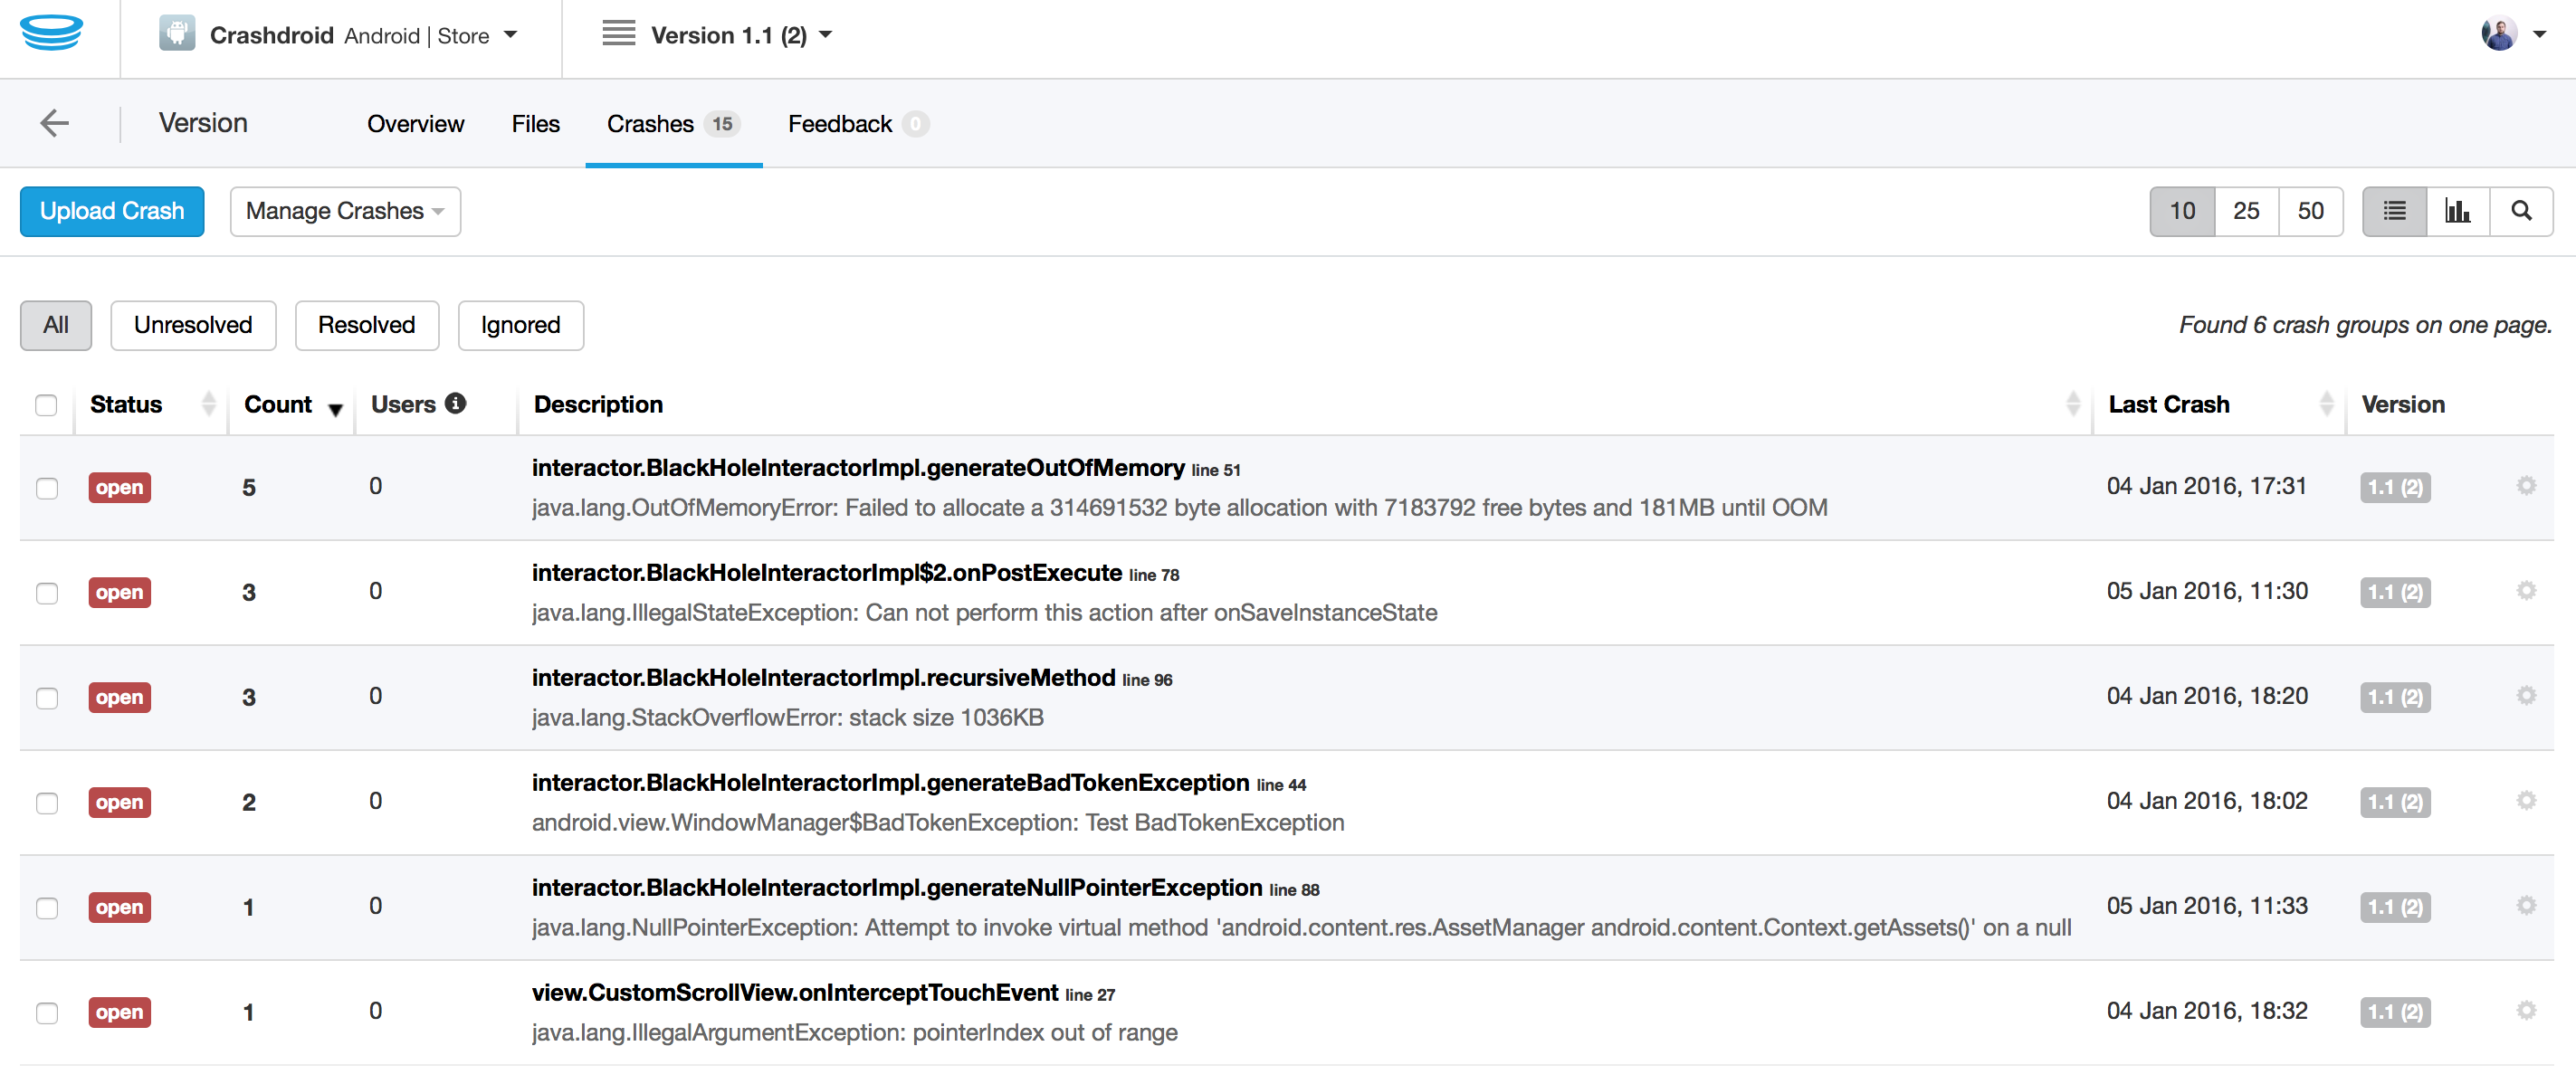 Crashdroid Android | Store Version 1.1 (2)
Version Overview Files Crashes 15 Feedback 0
Upload Crash Manage Crashes 10 25 50
All Unresolved Resolved Ignored Found 6 crash groups on one page.
Status Count Users Description Last Crash Version
open 5 0 interactor.BlackHoleInteractorImpl.generateOutOfMemory line 51 04 Jan 2016, 17:31 1.1 (2)
java.lang.OutOfMemoryError: Failed to allocate a 314691532 byte allocation with 7183792 free bytes and 181MB until OOM
open 3 0 interactor.BlackHoleInteractorImpl$2.onPostExecute line 78 05 Jan 2016, 11:30 1.1 (2)
java.lang.IllegalStateException: Can not perform this action after onSaveInstanceState
open 3 0 interactor.BlackHoleInteractorImpl.recursiveMethod line 96 04 Jan 2016, 18:20 1.1 (2)
java.lang.StackOverflowError: stack size 1036KB
open 2 0 interactor.BlackHoleInteractorImpl.generateBadTokenException line 44 04 Jan 2016, 18:02 1.1 (2)
android.view.WindowManager$BadTokenException: Test BadTokenException
open 1 0 interactor.BlackHoleInteractorImpl.generateNullPointerException line 88 05 Jan 2016, 11:33 1.1 (2)
java.lang.NullPointerException: Attempt to invoke virtual method 'android.content.res.AssetManager android.content.Context.getAssets()' on a null
open 1 0 view.CustomScrollView.onInterceptTouchEvent line 27 04 Jan 2016, 18:32 1.1 (2)
java.lang.IllegalArgumentException: pointerIndex out of range